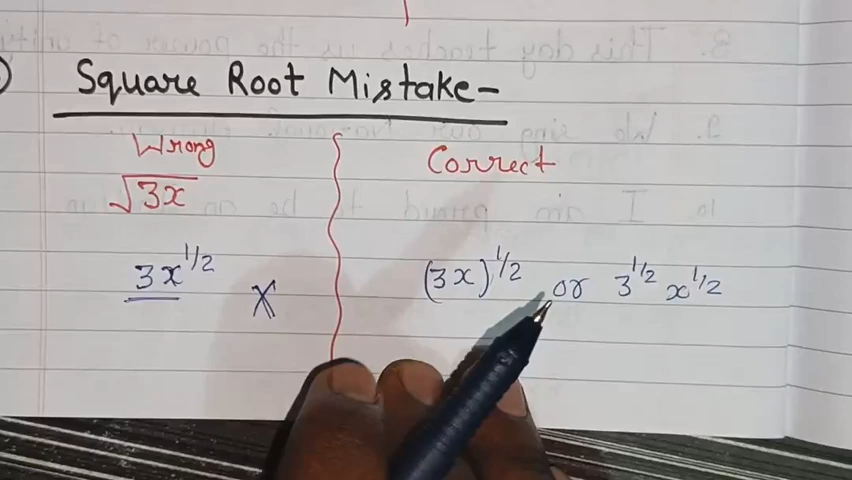 Square Root Mistake-
Wrong
Correct
√3x
3x^1/2 X
(3x)^1/2 or 3^1/2 x^1/2